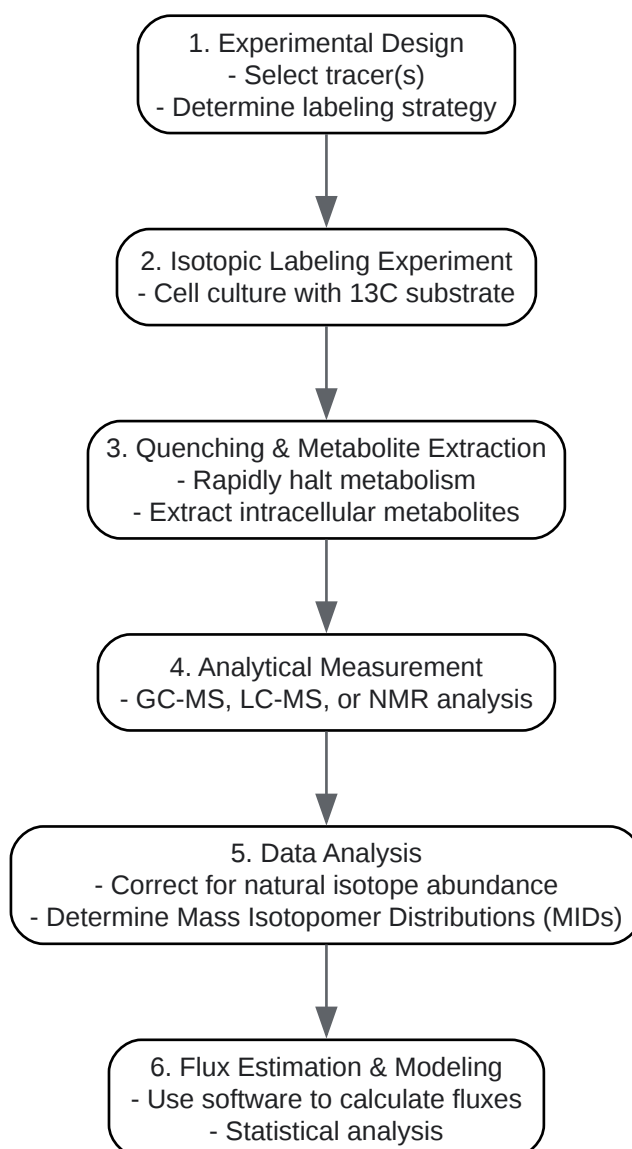 1. Experimental Design
- Select tracer(s)
- Determine labeling strategy
2. Isotopic Labeling Experiment
- Cell culture with 13C substrate
3. Quenching & Metabolite Extraction
- Rapidly halt metabolism
- Extract intracellular metabolites
4. Analytical Measurement
- GC-MS, LC-MS, or NMR analysis
5. Data Analysis
- Correct for natural isotope abundance
- Determine Mass Isotopomer Distributions (MIDs)
6. Flux Estimation & Modeling
- Use software to calculate fluxes
- Statistical analysis